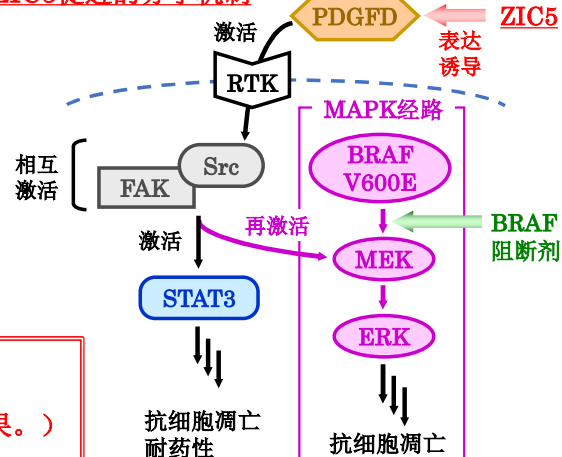 PDGFD
ZIC5
激活
表达
诱导
RTK
MAPK经路
相互
激活
Src
FAK
BRAF
V600E
再激活
BRAF
阻断剂
激活
MEK
STAT3
ERK
果。）
抗细胞凋亡
耐药性
抗细胞凋亡